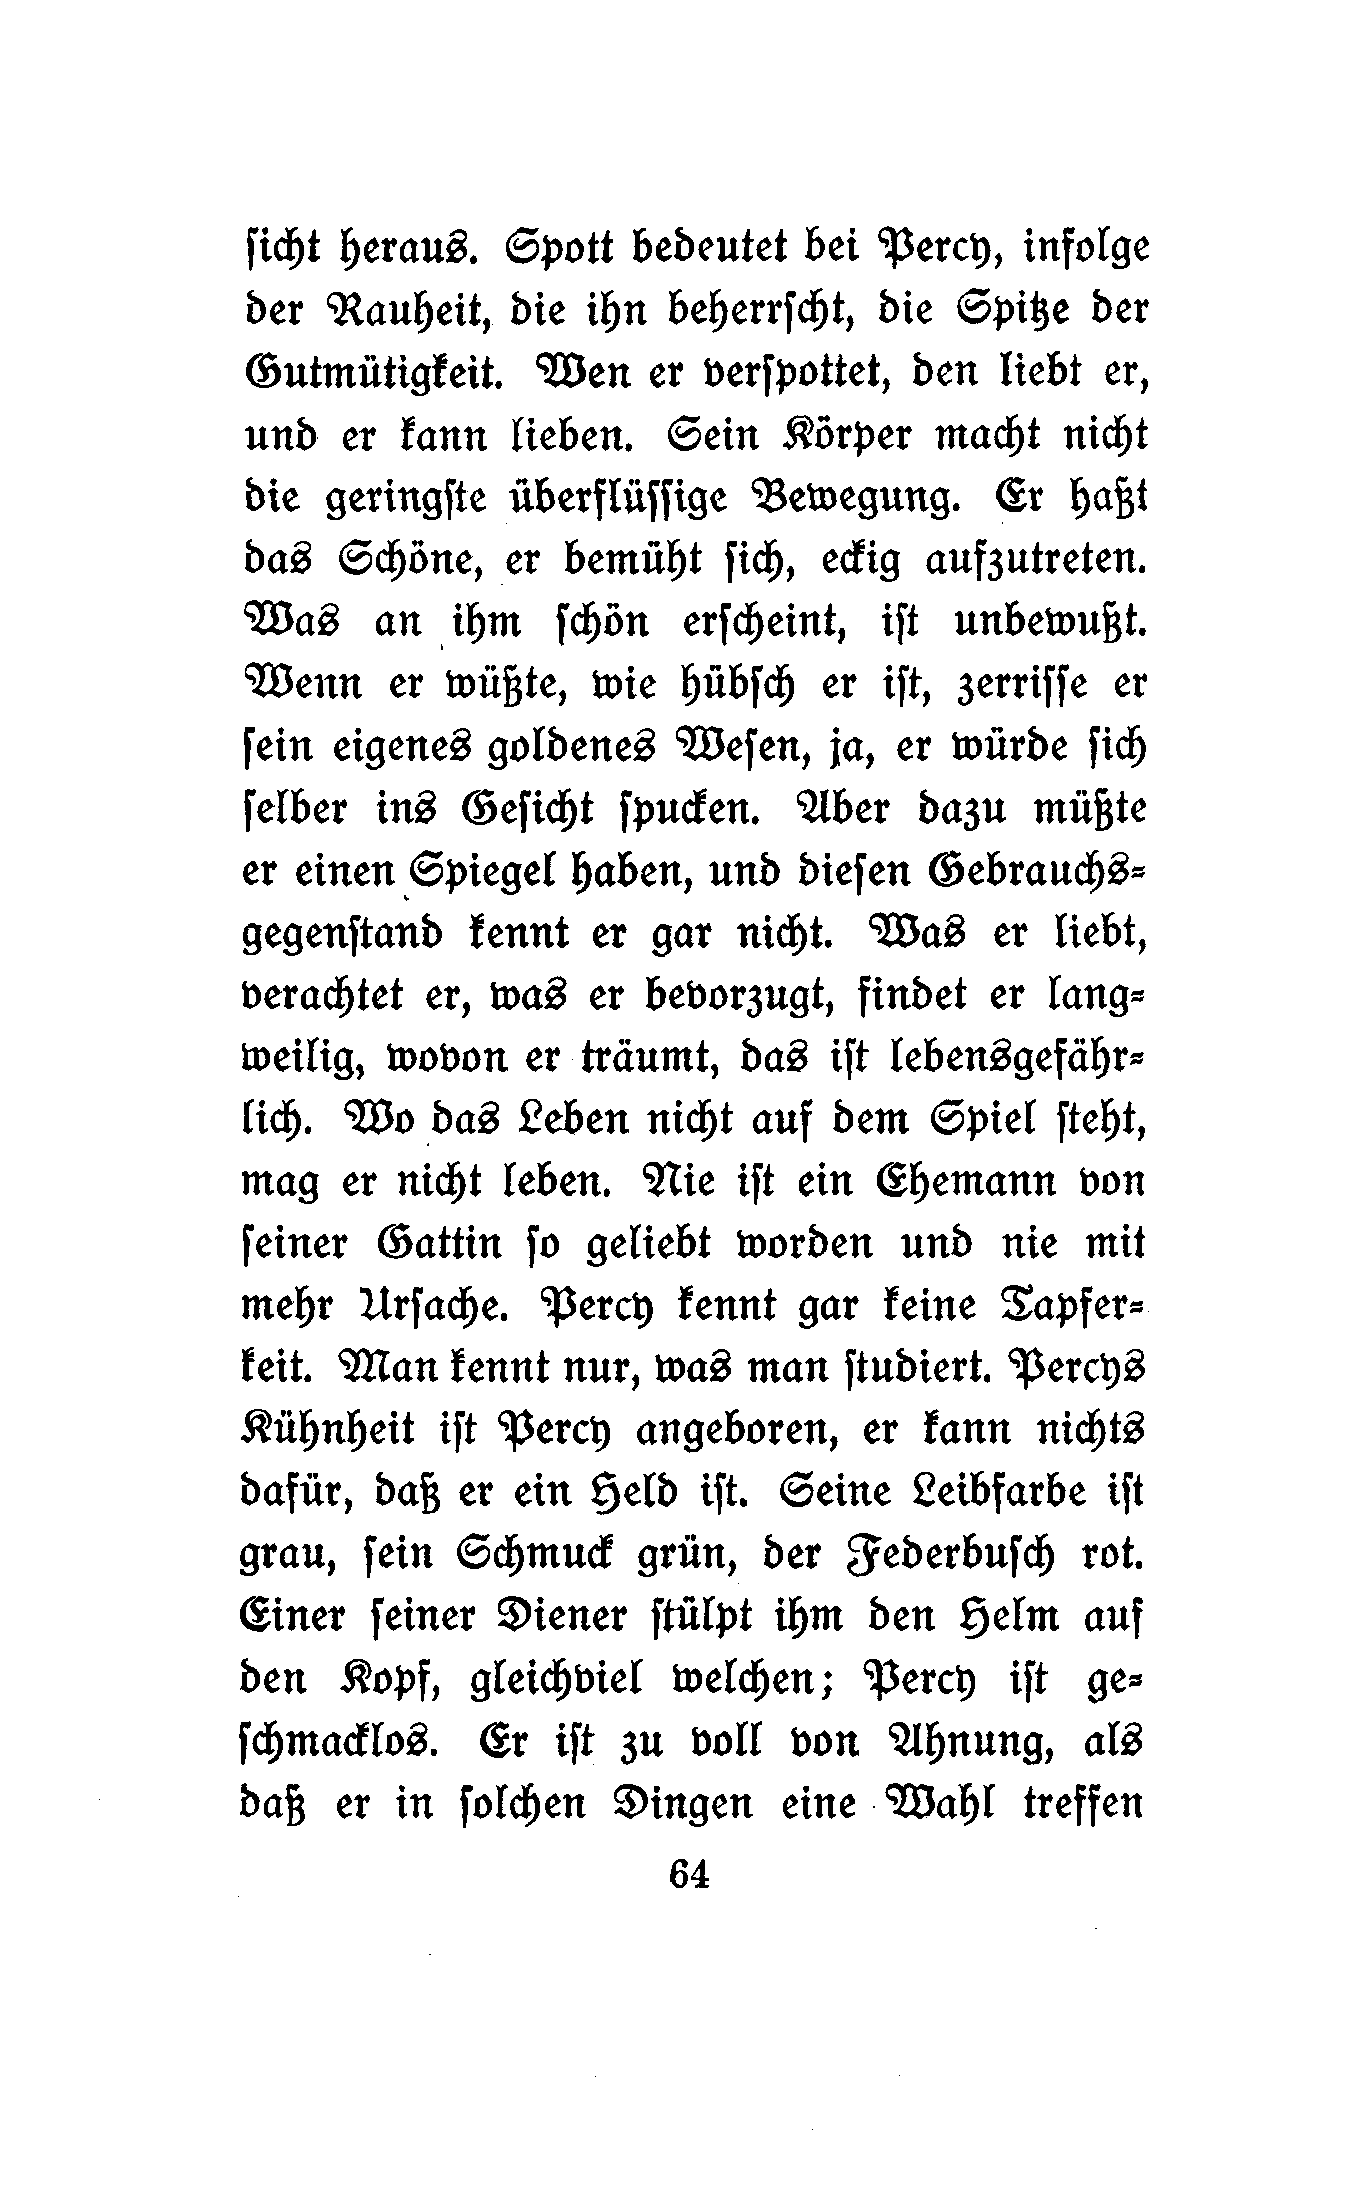 sicht heraus. Spott bedeutet bei Percy, infolge
der Rauheit, die ihn beherrscht, die Spitze der
Gutmütigkeit. Wen er verspottet, den liebt er,
und er kann lieben. Sein Körper macht nicht
die geringste überflüssige Bewegung. Er haßt
das Schöne, er bemüht sich, eckig aufzutreten.
Was an ihm schön erscheint, ist unbewußt.
Wenn er wüßte, wie hübsch er ist, zerrisse er
sein eigenes goldenes Wesen, ja, er würde sich
selber ins Gesicht spucken. Aber dazu müßte
er einen Spiegel haben, und diesen Gebrauchs-
gegenstand kennt er gar nicht. Was er liebt,
verachtet er, was er bevorzugt, findet er lang-
weilig, wovon er träumt, das ist lebensgefähr-
lich. Wo das Leben nicht auf dem Spiel steht,
mag er nicht leben. Nie ist ein Ehemann von
seiner Gattin so geliebt worden und nie mit
mehr Ursache. Percy kennt gar keine Tapfer-
keit. Man kennt nur, was man studiert. Percys
Kühnheit ist Percy angeboren, er kann nichts
dafür, daß er ein Held ist. Seine Leibfarbe ist
grau, sein Schmuck grün, der Federbusch rot.
Einer seiner Diener stülpt ihm den Helm auf
den Kopf, gleichviel welchen; Percy ist ge-
schmacklos. Er ist zu voll von Ahnung, als
daß er in solchen Dingen eine Wahl treffen
64